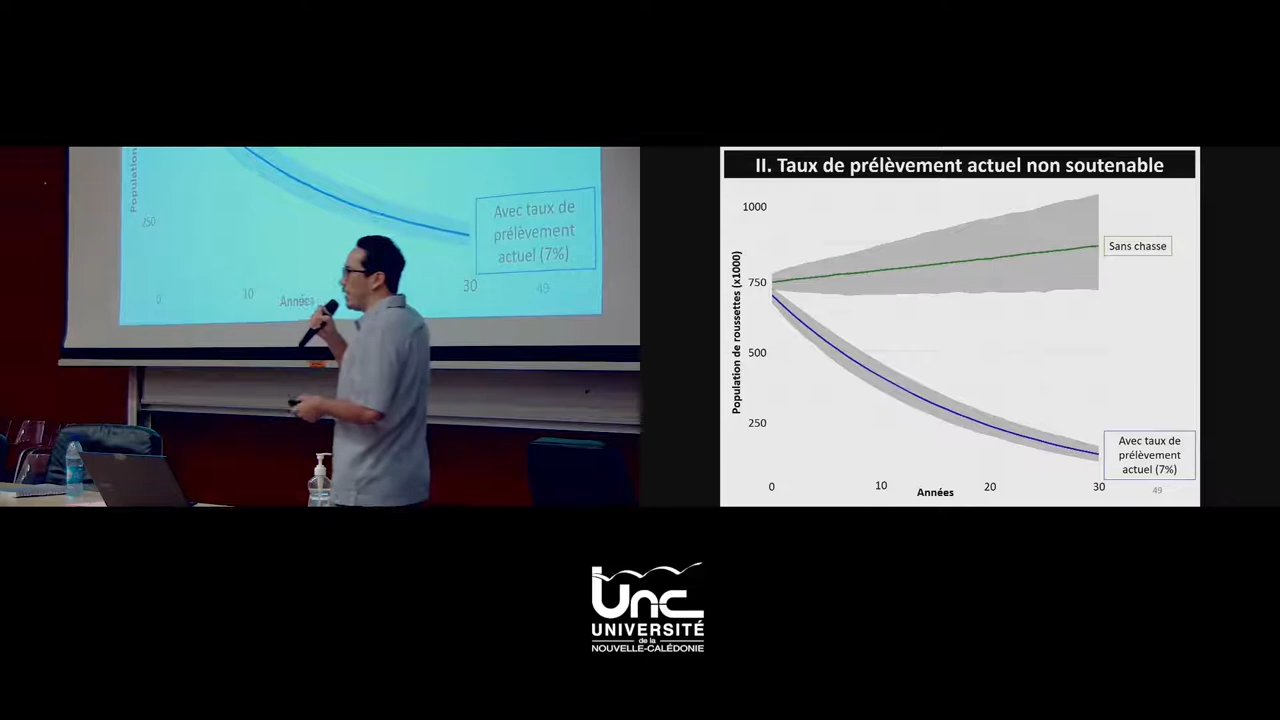 Population
250
0
10
Années
30
49
Avec taux de
prélèvement
actuel (7%)
II. Taux de prélèvement actuel non soutenable
1000
750
500
250
Population de roussettes (x1000)
0
10
20
30
Années
Sans chasse
Avec taux de
prélèvement
actuel (7%)
49
unc
UNIVERSITÉ
de la
NOUVELLE-CALÉDONIE